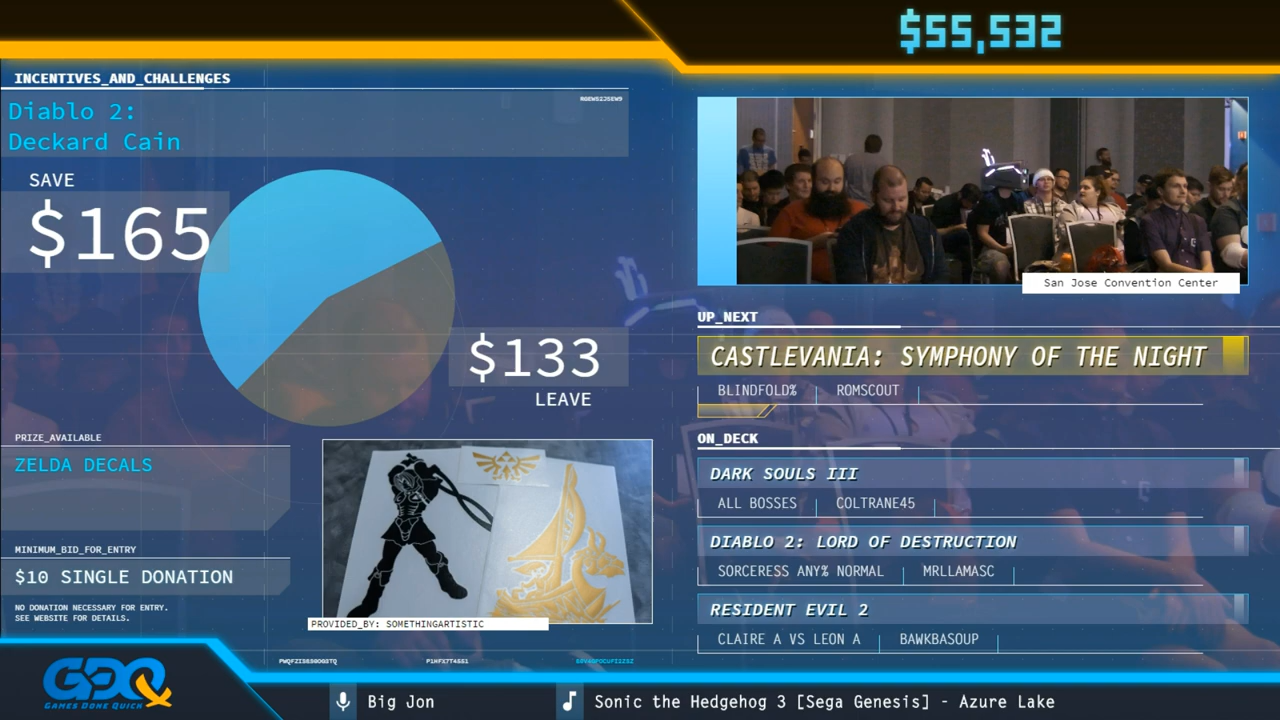 $55,532
INCENTIVES_AND_CHALLENGES
Diablo 2:
Deckard Cain
SAVE
$165
$133
LEAVE
PRIZE_AVAILABLE
ZELDA DECALS
MINIMUM_BID_FOR_ENTRY
$10 SINGLE DONATION
NO DONATION NECESSARY FOR ENTRY.
SEE WEBSITE FOR DETAILS.
PROVIDED_BY: SOMETHINGARTISTIC
San Jose Convention Center
UP_NEXT
CASTLEVANIA: SYMPHONY OF THE NIGHT
BLINDFOLD% ROMSCOUT
ON_DECK
DARK SOULS III
ALL BOSSES COLTRANE45
DIABLO 2: LORD OF DESTRUCTION
SORCERESS ANY% NORMAL MRLLAMASC
RESIDENT EVIL 2
CLAIRE A VS LEON A BAWKBASOUP
GDQ
GAMES DONE QUICK
Big Jon
Sonic the Hedgehog 3 [Sega Genesis] - Azure Lake